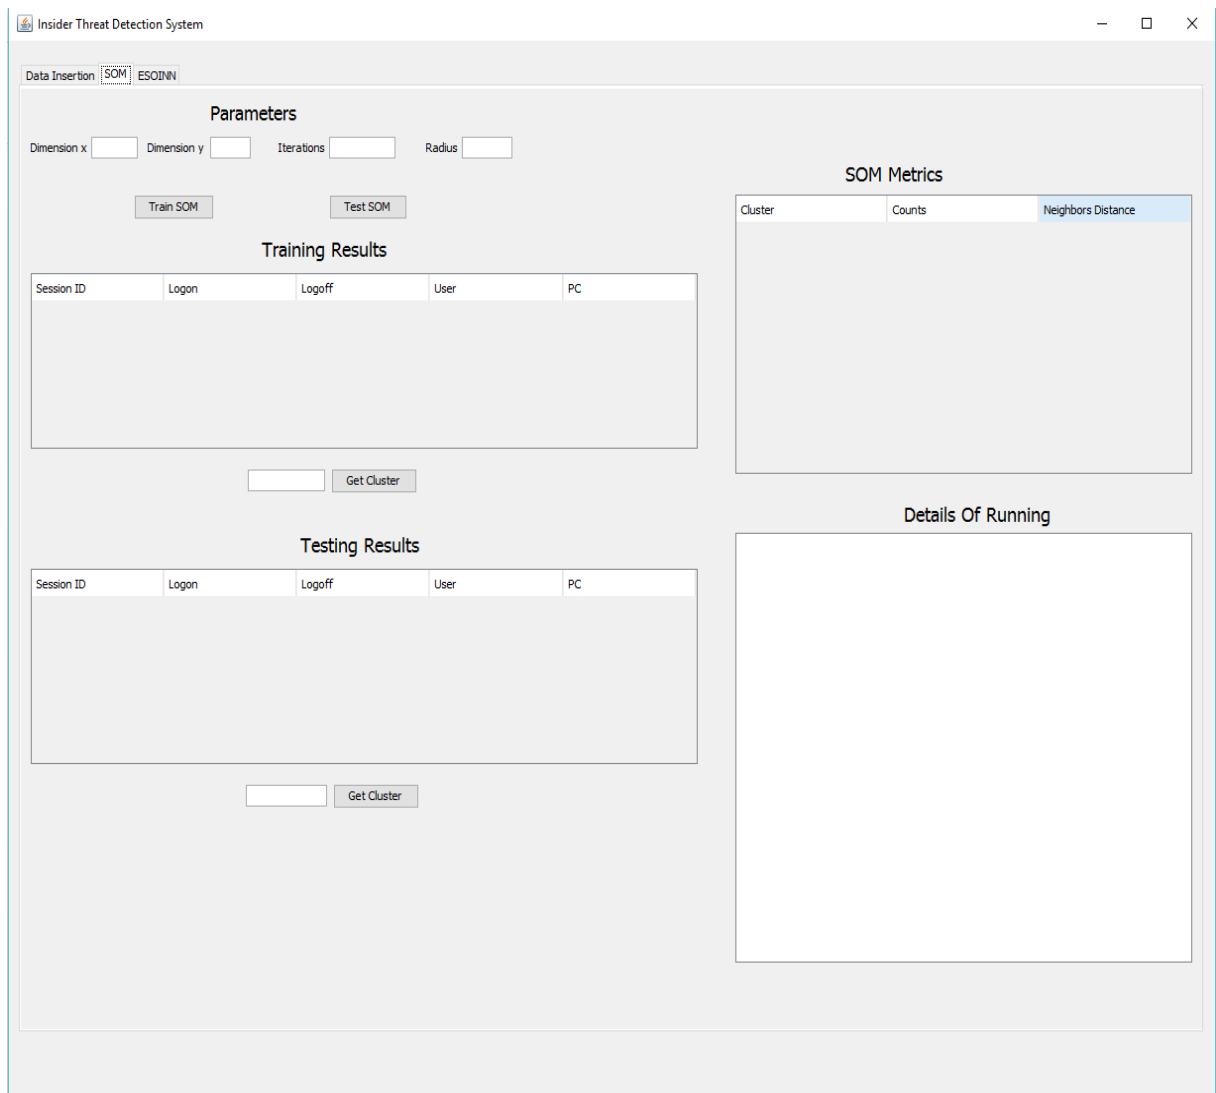 Insider Threat Detection System
Data Insertion SOM ESOINN
Parameters
Dimension x Dimension y Iterations Radius
Train SOM Test SOM
Training Results
Session ID Logon Logoff User PC
Get Cluster
Testing Results
Session ID Logon Logoff User PC
Get Cluster
SOM Metrics
Cluster Counts Neighbors Distance
Details Of Running